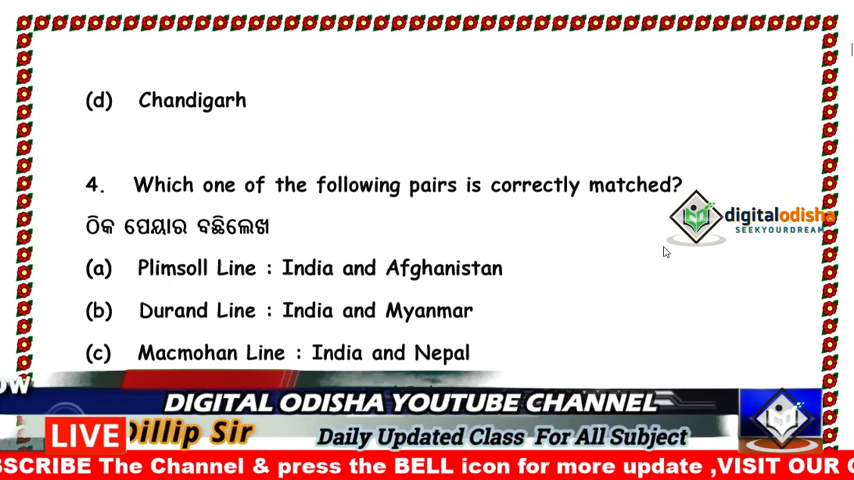 (d) Chandigarh
4. Which one of the following pairs is correctly matched?
ଠିକ ପେୟାର ବଛିଲେଖ
digitalodisha
SEEKYOURDREAM
(a) Plimsoll Line : India and Afghanistan
(b) Durand Line : India and Myanmar
(c) Macmohan Line : India and Nepal
OW
DIGITAL ODISHA YOUTUBE CHANNEL
LIVE Dillip Sir Daily Updated Class For All Subject
BSCRIBE The Channel & press the BELL icon for more update ,VISIT OUR